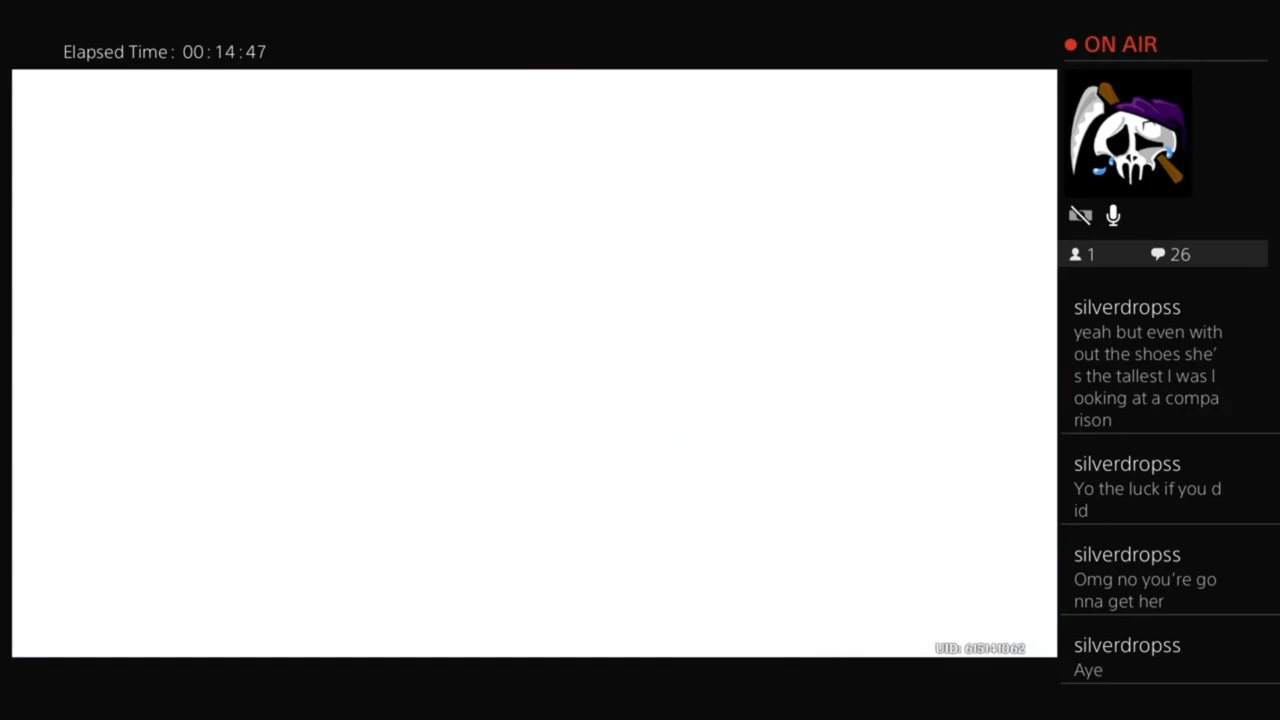 Elapsed Time: 00:14:47
ON AIR
1
26
silverdropss
yeah but even with
out the shoes she'
s the tallest I was l
ooking at a compa
rison
silverdropss
Yo the luck if you d
id
silverdropss
Omg no you're go
nna get her
silverdropss
Aye
UID: 615141062